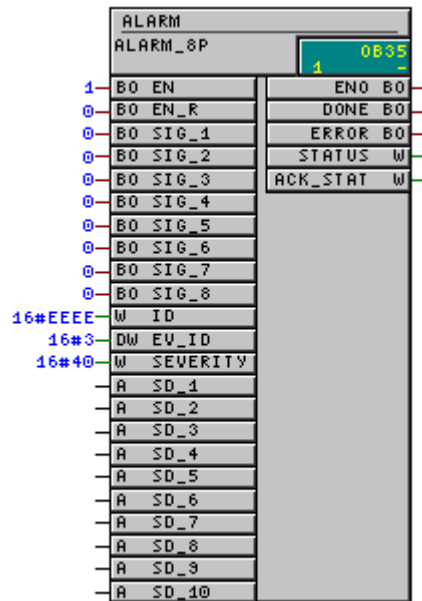 ALARM
ALARM_8P
OB35
1 -
1 BO EN ENO BO
0 BO EN_R DONE BO
0 BO SIG_1 ERROR BO
0 BO SIG_2 STATUS W
0 BO SIG_3 ACK_STAT W
0 BO SIG_4
0 BO SIG_5
0 BO SIG_6
0 BO SIG_7
0 BO SIG_8
16#EEEE W ID
16#3 DW EV_ID
16#40 W SEVERITY
A SD_1
A SD_2
A SD_3
A SD_4
A SD_5
A SD_6
A SD_7
A SD_8
A SD_9
A SD_10